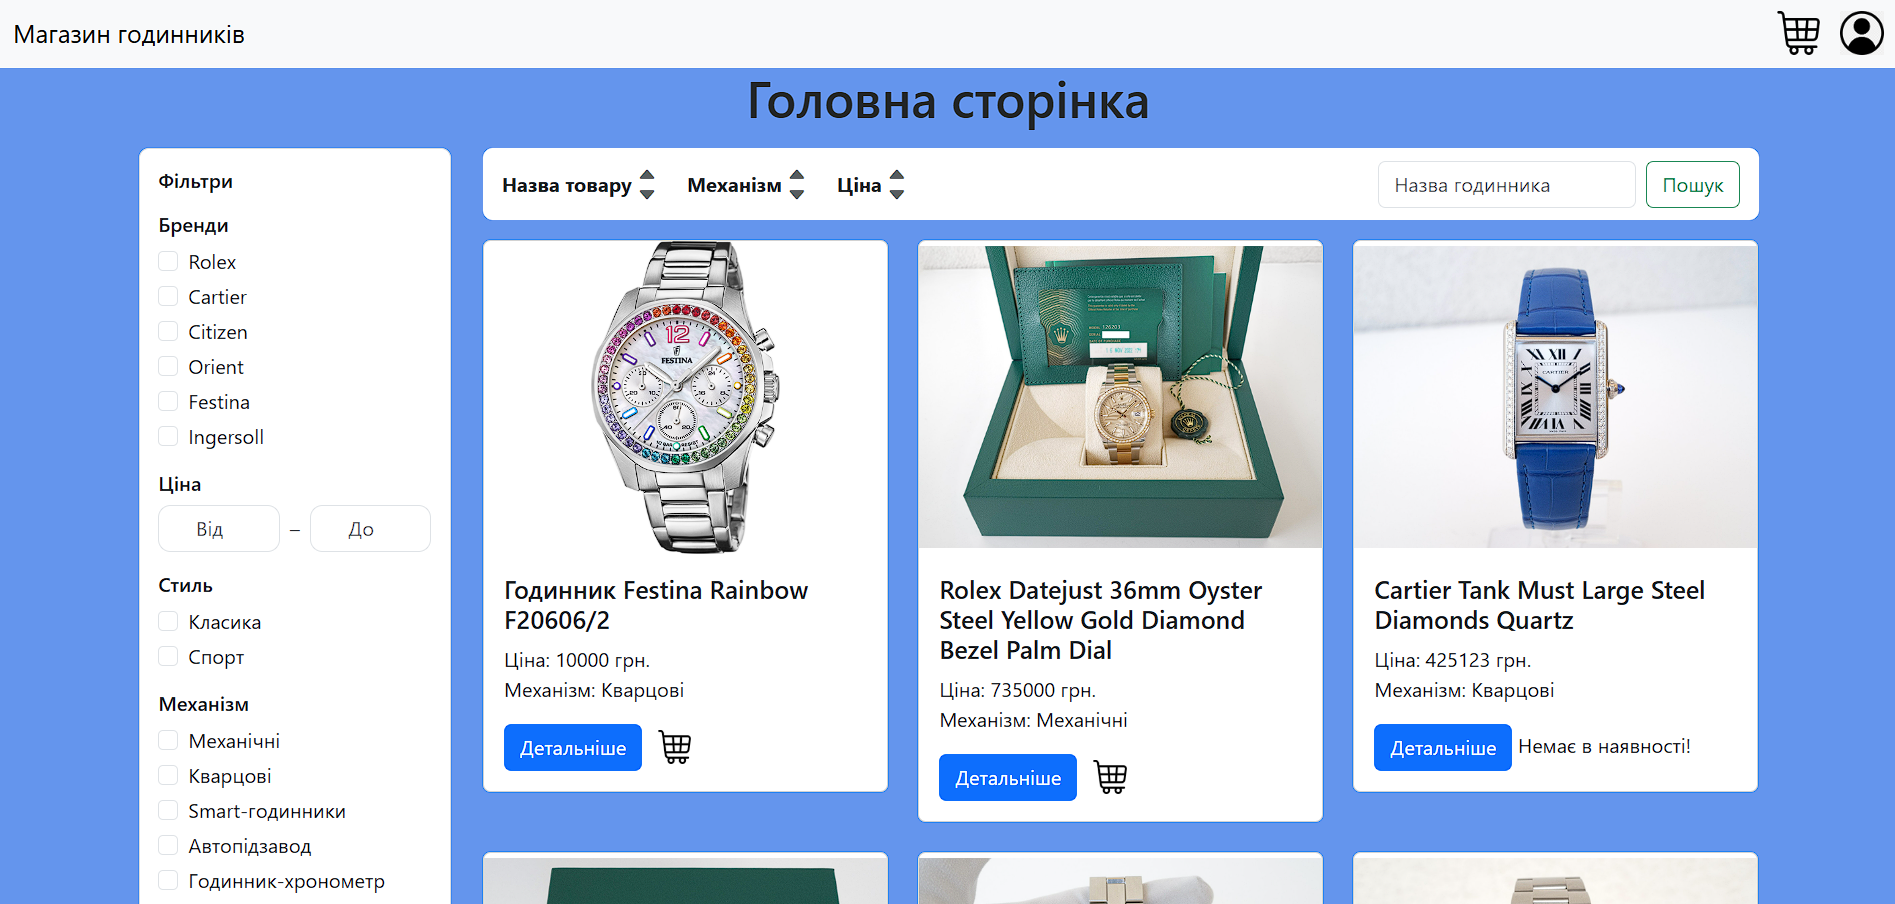 Магазин годинників
Головна сторінка
Фільтри
Бренди
Rolex
Cartier
Citizen
Orient
Festina
Ingersoll
Ціна
Від – До
Стиль
Класика
Спорт
Механізм
Механічні
Кварцові
Smart-годинники
Автопідзавод
Годинник-хронометр
Назва товару Механізм Ціна Назва годинника Пошук
12
FESTINA
Годинник Festina Rainbow
F20606/2
Ціна: 10000 грн.
Механізм: Кварцові
Детальніше
126203
Rolex Datejust 36mm Oyster
Steel Yellow Gold Diamond
Bezel Palm Dial
Ціна: 735000 грн.
Механізм: Механічні
Детальніше
CARTIER
Cartier Tank Must Large Steel
Diamonds Quartz
Ціна: 425123 грн.
Механізм: Кварцові
Детальніше Немає в наявності!